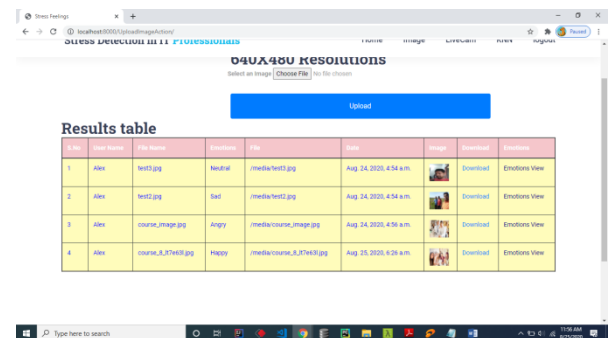 Stress Feelings
localhost:8000/UploadImageAction/
Paused
Stress Detection in IT Professionals Home Image LiveCam KNN logout
640X480 Resolutions
Select an Image Choose File No file chosen
Upload
Results table
S.No User Name File Name Emotions File Date Image Download Emotions
1 Alex test3.jpg Neutral /media/test3.jpg Aug. 24, 2020, 4:54 a.m. Download Emotions View
2 Alex test2.jpg Sad /media/test2.jpg Aug. 24, 2020, 4:54 a.m. Download Emotions View
3 Alex course_image.jpg Angry /media/course_image.jpg Aug. 24, 2020, 4:56 a.m. Download Emotions View
4 Alex course_8_lt7e63l.jpg Happy /media/course_8_lt7e63l.jpg Aug. 25, 2020, 6:26 a.m. Download Emotions View
Type here to search
11:56 AM
8/25/2020